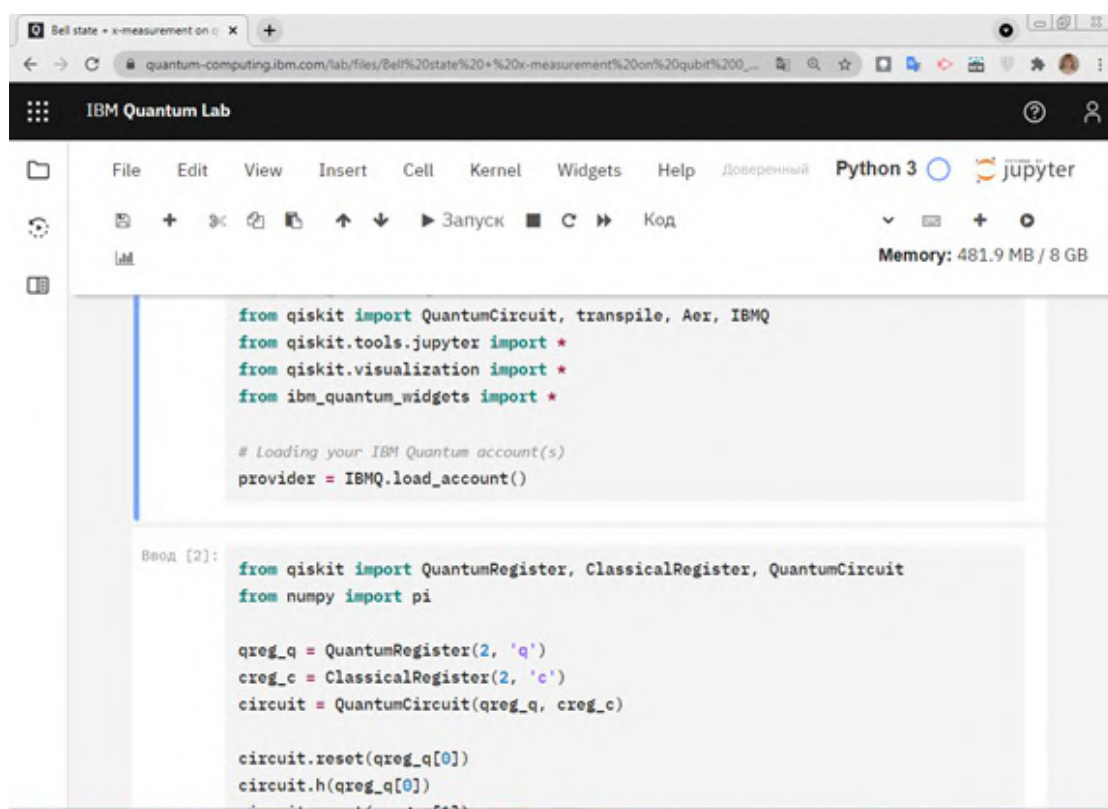 Bell state + x-measurement on q
quantum-computing.ibm.com/lab/files/Bell%20state%20+%20x-measurement%20on%20qubit%200_...
IBM Quantum Lab
File Edit View Insert Cell Kernel Widgets Help Доверенный Python 3 jupyter
Запуск Код
Memory: 481.9 MB / 8 GB
from qiskit import QuantumCircuit, transpile, Aer, IBMQ
from qiskit.tools.jupyter import *
from qiskit.visualization import *
from ibm_quantum_widgets import *
# Loading your IBM Quantum account(s)
provider = IBMQ.load_account()
Ввод [2]:
from qiskit import QuantumRegister, ClassicalRegister, QuantumCircuit
from numpy import pi
qreg_q = QuantumRegister(2, 'q')
creg_c = ClassicalRegister(2, 'c')
circuit = QuantumCircuit(qreg_q, creg_c)
circuit.reset(qreg_q[0])
circuit.h(qreg_q[0])